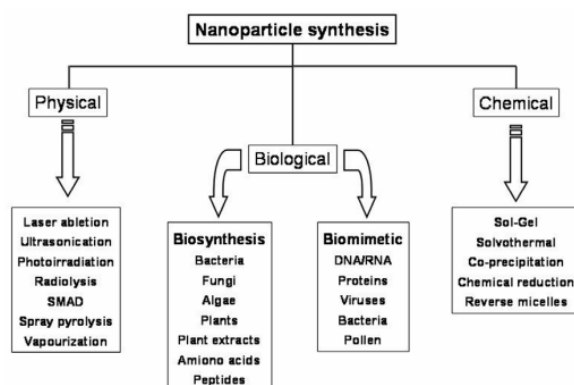 Nanoparticle synthesis
Physical
Chemical
Biological
Laser abletion
Ultrasonication
Photoirradiation
Radiolysis
SMAD
Spray pyrolysis
Vapourization
Biosynthesis
Bacteria
Fungi
Algae
Plants
Plant extracts
Amiono acids
Peptides
Biomimetic
DNA/RNA
Proteins
Viruses
Bacteria
Pollen
Sol-Gel
Solvothermal
Co-precipitation
Chemical reduction
Reverse micelles